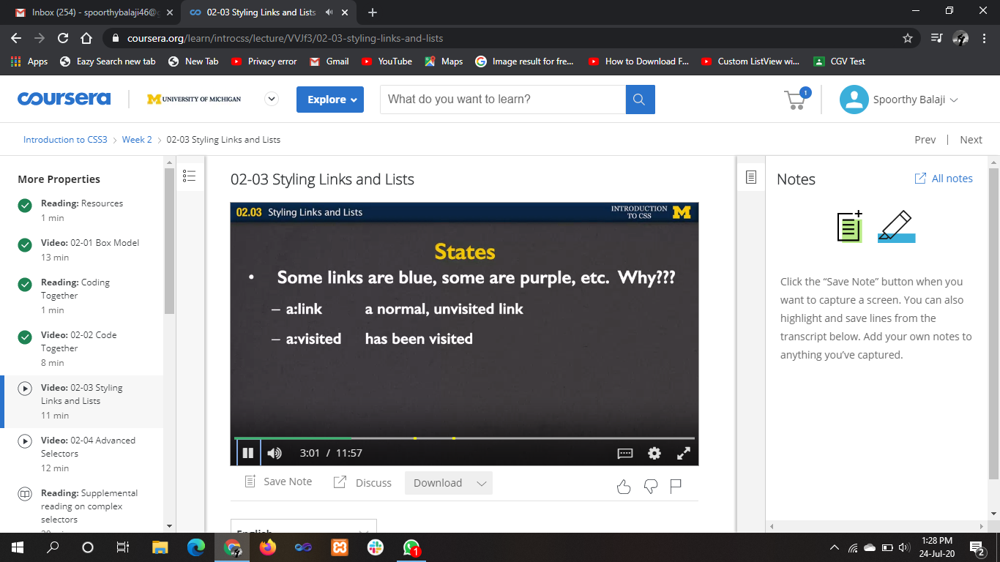 Inbox (254) - spoorthybalaji46@g
02-03 Styling Links and Lists
coursera.org/learn/introcss/lecture/VVJf3/02-03-styling-links-and-lists
Apps
Eazy Search new tab
New Tab
Privacy error
Gmail
YouTube
Maps
Image result for fre...
How to Download F...
Custom ListView wi...
CGV Test
coursera
M UNIVERSITY OF MICHIGAN
Explore
What do you want to learn?
1
Spoorthy Balaji
Introduction to CSS3 > Week 2 > 02-03 Styling Links and Lists
Prev | Next
More Properties
Reading: Resources
1 min
Video: 02-01 Box Model
13 min
Reading: Coding
Together
1 min
Video: 02-02 Code
Together
8 min
Video: 02-03 Styling
Links and Lists
11 min
Video: 02-04 Advanced
Selectors
12 min
Reading: Supplemental
reading on complex
selectors
02-03 Styling Links and Lists
02.03 Styling Links and Lists
INTRODUCTION
TO CSS
M
States
• Some links are blue, some are purple, etc. Why???
– a:link a normal, unvisited link
– a:visited has been visited
3:01 / 11:57
Save Note
Discuss
Download
English
Notes
All notes
Click the “Save Note” button when you
want to capture a screen. You can also
highlight and save lines from the
transcript below. Add your own notes to
anything you’ve captured.
1
1:28 PM
24-Jul-20
2